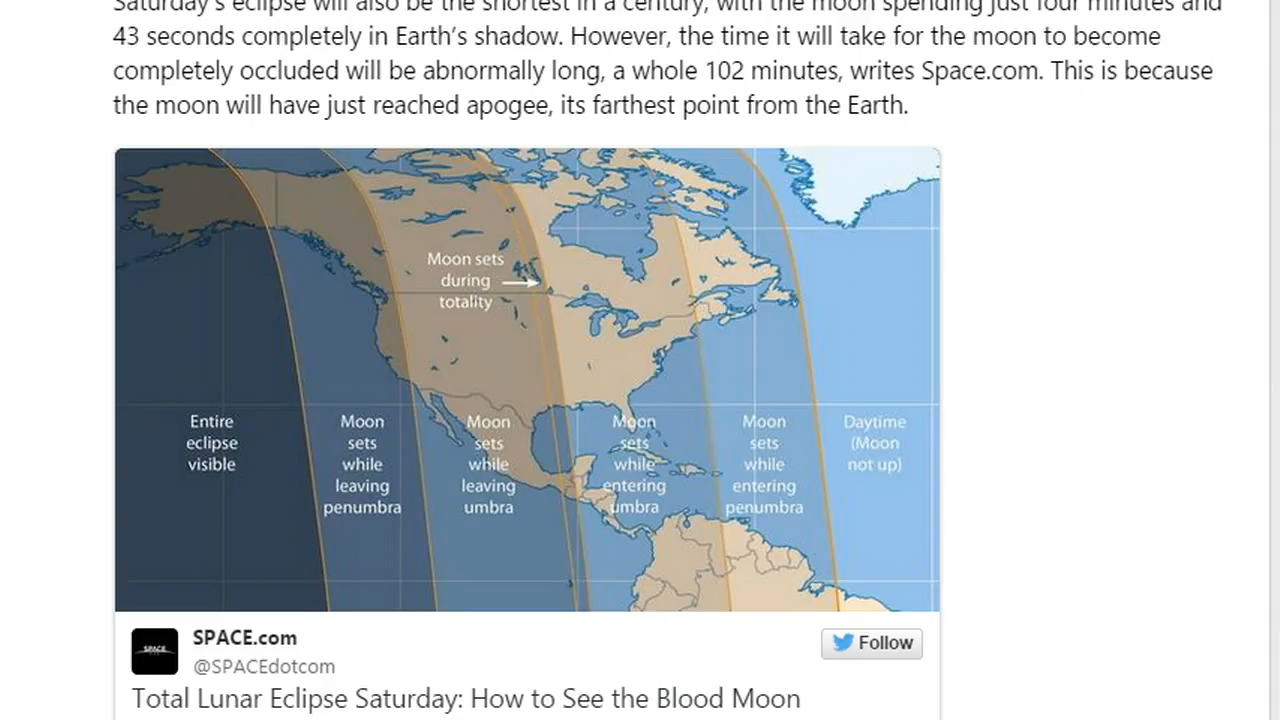 Saturday's eclipse will also be the shortest in a century, with the moon spending just four minutes and
43 seconds completely in Earth's shadow. However, the time it will take for the moon to become
completely occluded will be abnormally long, a whole 102 minutes, writes Space.com. This is because
the moon will have just reached apogee, its farthest point from the Earth.
Moon sets
during
totality
Entire
eclipse
visible
Moon
sets
while
leaving
penumbra
Moon
sets
while
leaving
umbra
Moon
sets
while
entering
umbra
Moon
sets
while
entering
penumbra
Daytime
(Moon
not up)
SPACE
SPACE.com
@SPACEdotcom
Follow
Total Lunar Eclipse Saturday: How to See the Blood Moon